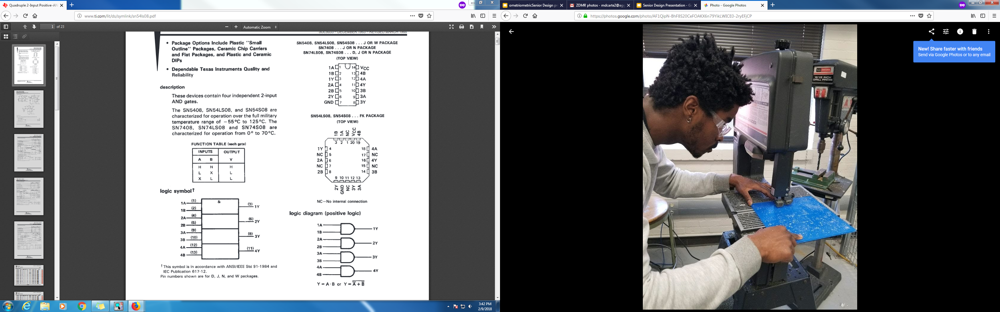 Quadruple 2-Input Positive-AN
www.ti.com/lit/ds/symlink/sn54ls08.pdf
1 of 23
Automatic Zoom
SDLS033 – DECEMBER 1983 – REVISED MARCH 1988
• Package Options Include Plastic "Small
Outline" Packages, Ceramic Chip Carriers
and Flat Packages, and Plastic and Ceramic
DIPs
• Dependable Texas Instruments Quality and
Reliability
description
These devices contain four independent 2-input
AND gates.
The SN5408, SN54LS08, and SN54S08 are
characterized for operation over the full military
temperature range of −55°C to 125°C. The
SN7408, SN74LS08 and SN74S08 are
characterized for operation from 0° to 70°C.
FUNCTION TABLE (each gate)
INPUTS OUTPUT
A B Y
H H H
L X L
X L L
logic symbol†
&
1A (1)
1B (2)
(3) 1Y
2A (4)
2B (5)
(6) 2Y
3A (9)
3B (10)
(8) 3Y
4A (12)
4B (13)
(11) 4Y
†This symbol is in accordance with ANSI/IEEE Std 91-1984 and
IEC Publication 617-12.
Pin numbers shown are for D, J, N, and W packages.
SN5408, SN54LS08, SN54S08 . . . J OR W PACKAGE
SN7408 . . . J OR N PACKAGE
SN74LS08, SN74S08 . . . D, J OR N PACKAGE
(TOP VIEW)
1A 1 14 VCC
1B 2 13 4B
1Y 3 12 4A
2A 4 11 4Y
2B 5 10 3B
2Y 6 9 3A
GND 7 8 3Y
SN54LS08, SN54S08 . . . FK PACKAGE
(TOP VIEW)
1B 1A NC VCC 4B
3 2 1 20 19
1Y 4 18 4A
NC 5 17 NC
2A 6 16 4Y
NC 7 15 NC
2B 8 14 3B
9 10 11 12 13
2Y GND NC 3Y 3A
NC—No internal connection
logic diagram (positive logic)
1A
1B
1Y
2A
2B
2Y
3A
3B
3Y
4A
4B
4Y
Y = A·B or Y = A̅ + B̅
3:42 PM
2/9/2018
ometriometricSenior Design pr
ZDMR photos - mdcarte2@agg
Senior Design Presentation - Go
Photo - Google Photos
https://photos.google.com/photo/AF1QipN-BhF8S20CeFOAKX6n79YikLWICE0-2ryEFjCP
New! Share faster with friends
Send via Google Photos or to any email
15 1/2 INCH
DRILL PRESS